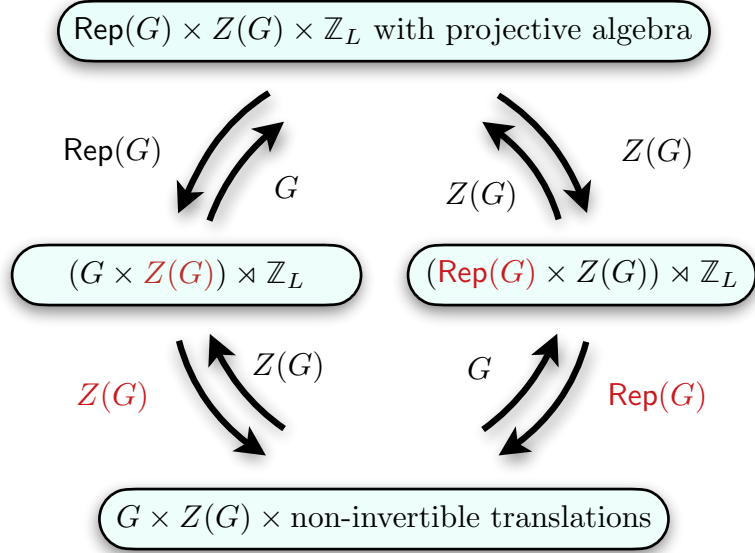 Rep(G) × Z(G) × ℤ_L with projective algebra
Rep(G)
G
Z(G)
Z(G)
(G × Z(G)) ⋊ ℤ_L
(Rep(G) × Z(G)) ⋊ ℤ_L
Z(G)
Z(G)
G
Rep(G)
G × Z(G) × non-invertible translations